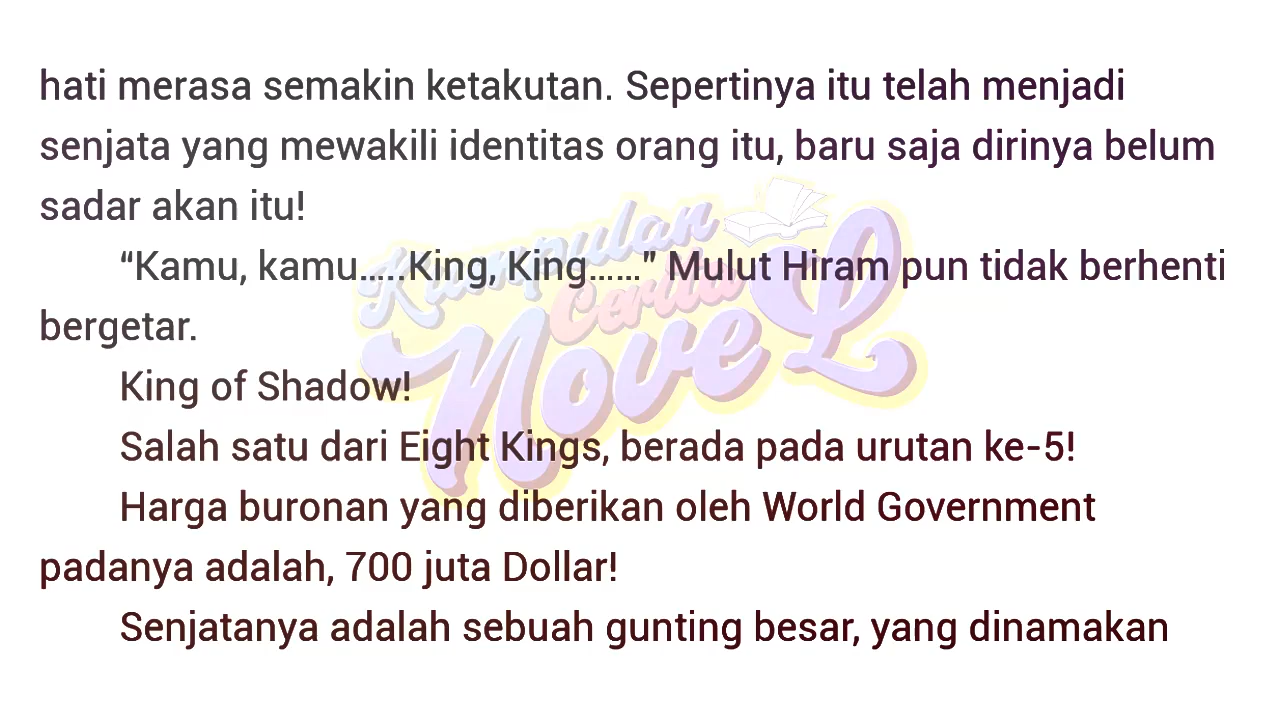 hati merasa semakin ketakutan. Sepertinya itu telah menjadi
senjata yang mewakili identitas orang itu, baru saja dirinya belum
sadar akan itu!
“Kamu, kamu…..King, King……” Mulut Hiram pun tidak berhenti
bergetar.
King of Shadow!
Salah satu dari Eight Kings, berada pada urutan ke-5!
Harga buronan yang diberikan oleh World Government
padanya adalah, 700 juta Dollar!
Senjatanya adalah sebuah gunting besar, yang dinamakan
Kumpulan
Cerita
NoveL